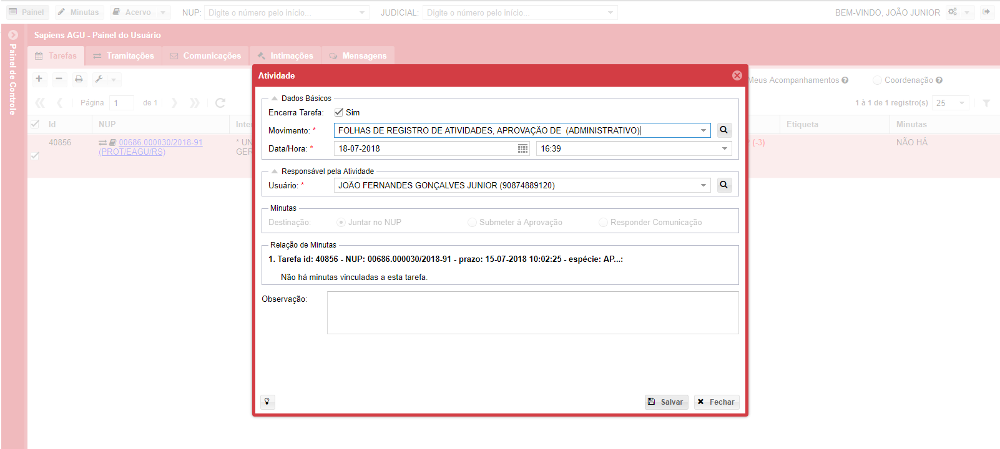 Painel Minutas Acervo NUP: Digite o número pelo início... JUDICIAL: Digite o número pelo início... BEM-VINDO, JOÃO JUNIOR
Painel de Controle
Sapiens AGU - Painel do Usuário
Tarefas Tramitações Comunicações Intimações Mensagens
Meus Acompanhamentos Coordenação
Página 1 de 1 1 à 1 de 1 registro(s) 25
Id NUP Etiqueta Minutas
40856 00686.000030/2018-91 (-3) NÃO HÁ
(PROT/EAGU/RS)
Atividade
Dados Básicos
Encerra Tarefa: Sim
Movimento: * FOLHAS DE REGISTRO DE ATIVIDADES, APROVAÇÃO DE (ADMINISTRATIVO)
Data/Hora: * 18-07-2018 16:39
Responsável pela Atividade
Usuário: * JOÃO FERNANDES GONÇALVES JUNIOR (90874889120)
Minutas
Destinação: Juntar no NUP Submeter à Aprovação Responder Comunicação
Relação de Minutas
1. Tarefa id: 40856 - NUP: 00686.000030/2018-91 - prazo: 15-07-2018 10:02:25 - espécie: AP...:
Não há minutas vinculadas a esta tarefa.
Observação:
Salvar Fechar